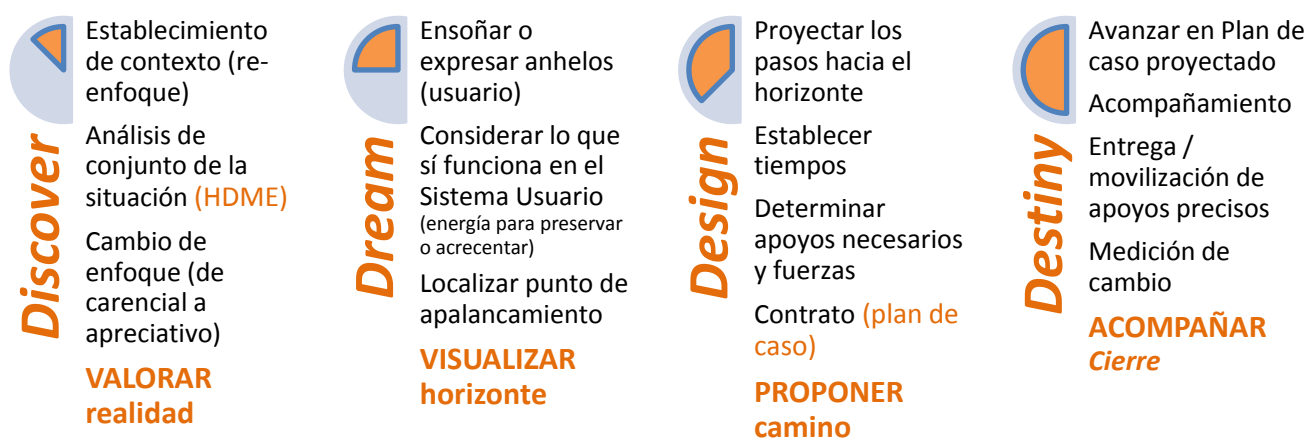 Discover
Establecimiento
de contexto (re-
enfoque)
Análisis de
conjunto de la
situación (HDME)
Cambio de
enfoque (de
carencial a
apreciativo)
VALORAR
realidad
Dream
Ensoñar o
expresar anhelos
(usuario)
Considerar lo que
sí funciona en el
Sistema Usuario
(energía para preservar
o acrecentar)
Localizar punto de
apalancamiento
VISUALIZAR
horizonte
Design
Proyectar los
pasos hacia el
horizonte
Establecer
tiempos
Determinar
apoyos necesarios
y fuerzas
Contrato (plan de
caso)
PROPONER
camino
Destiny
Avanzar en Plan de
caso proyectado
Acompañamiento
Entrega /
movilización de
apoyos precisos
Medición de
cambio
ACOMPAÑAR
Cierre